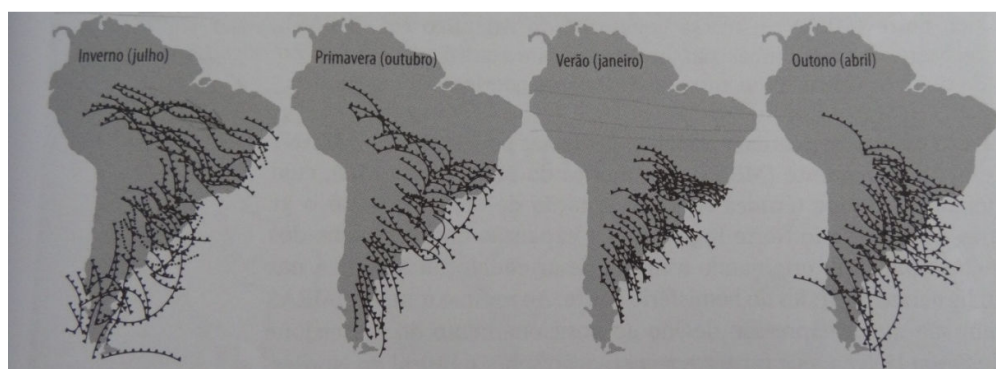 Inverno (julho)
Primavera (outubro)
Verão (janeiro)
Outono (abril)